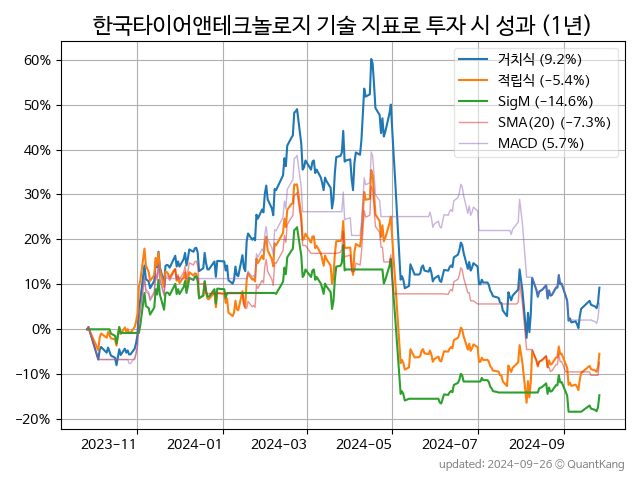 한국타이어앤테크놀로지 기술 지표로 투자 시 성과 (1년)
거치식 (9.2%)
적립식 (−5.4%)
SigM (−14.6%)
SMA(20) (−7.3%)
MACD (5.7%)
60%
50%
40%
30%
20%
10%
0%
−10%
−20%
2023-11 2024-01 2024-03 2024-05 2024-07 2024-09
updated: 2024-09-26 © QuantKang